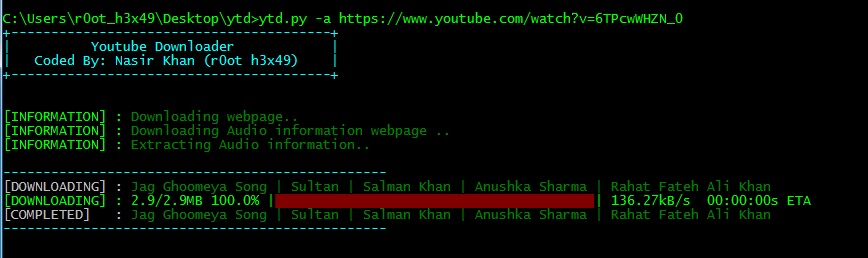 C:\Users\r0ot_h3x49\Desktop\ytd>ytd.py -a https://www.youtube.com/watch?v=6TPcwWHZN_0
+----------------------------------------+
|          Youtube Downloader            |
|   Coded By: Nasir Khan (r0ot h3x49)    |
+----------------------------------------+
[INFORMATION] : Downloading webpage..
[INFORMATION] : Downloading Audio information webpage ..
[INFORMATION] : Extracting Audio information..
-----------------------------------------------
[DOWNLOADING] : Jag Ghoomeya Song | Sultan | Salman Khan | Anushka Sharma | Rahat Fateh Ali Khan
[DOWNLOADING] : 2.9/2.9MB 100.0% | | 136.27kB/s 00:00:00s ETA
[COMPLETED] : Jag Ghoomeya Song | Sultan | Salman Khan | Anushka Sharma | Rahat Fateh Ali Khan
-----------------------------------------------